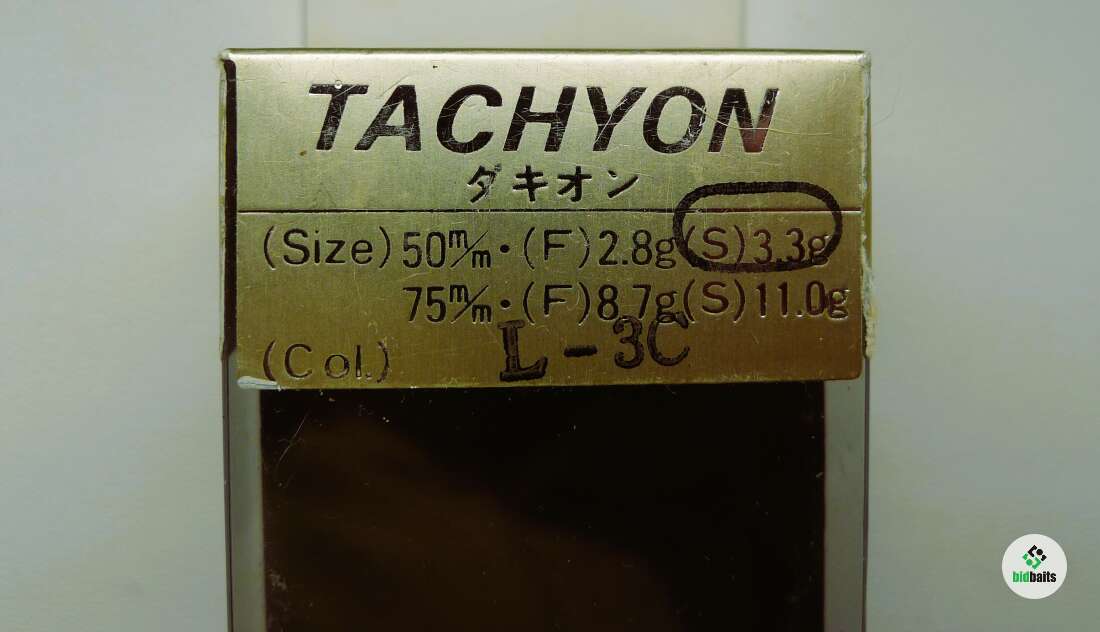 TACHYON
ダキオン
(Size) 50m/m・(F)2.8g(S)3.3g
75m/m・(F)8.7g(S)11.0g
(Col.) L-3C
bidbaits